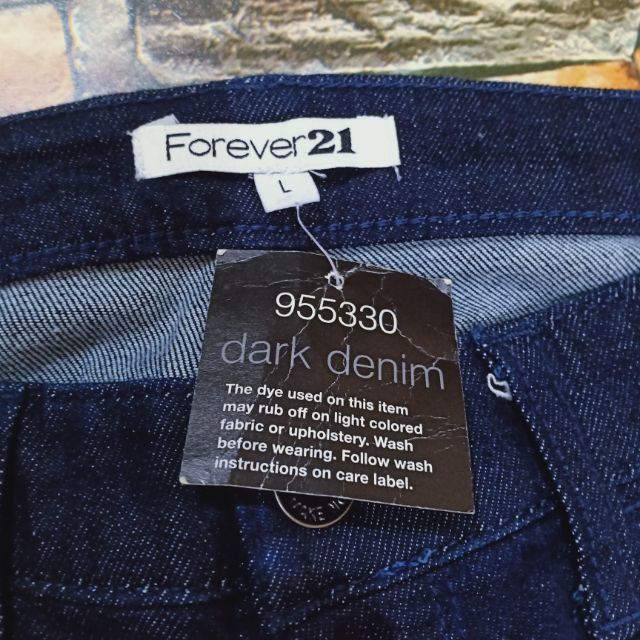 Forever21
L
955330
dark denim
The dye used on this item
may rub off on light colored
fabric or upholstery. Wash
before wearing. Follow wash
instructions on care label.